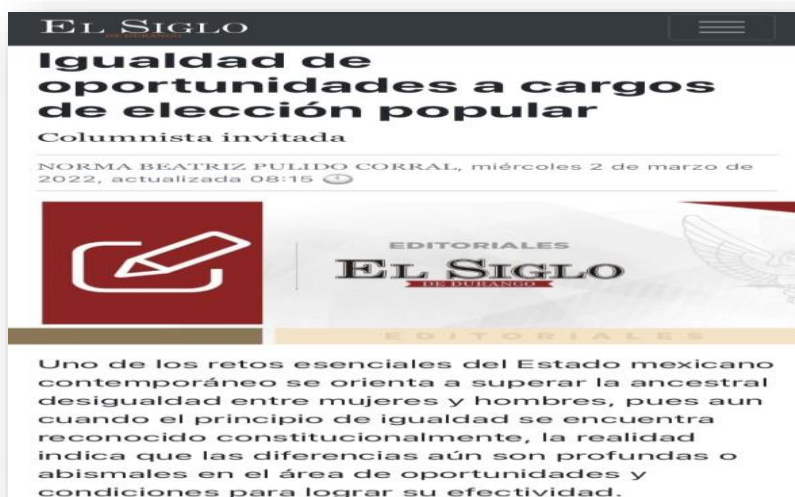 EL SIGLO
DE DURANGO
Igualdad de
oportunidades a cargos
de elección popular
Columnista invitada
NORMA BEATRIZ PULIDO CORRAL, miércoles 2 de marzo de
2022, actualizada 08:15
EDITORIALES
EL SIGLO
DE DURANGO
EDITORIALES
Uno de los retos esenciales del Estado mexicano
contemporáneo se orienta a superar la ancestral
desigualdad entre mujeres y hombres, pues aun
cuando el principio de igualdad se encuentra
reconocido constitucionalmente, la realidad
indica que las diferencias aún son profundas o
abismales en el área de oportunidades y
condiciones para lograr su efectividad.